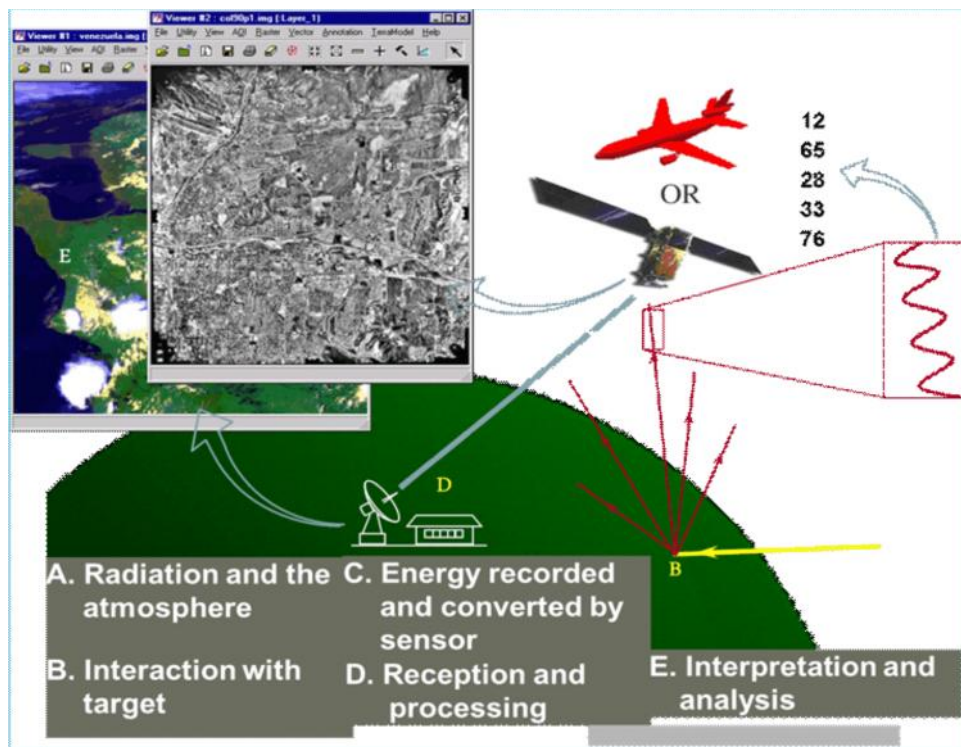 Viewer #2 : col90p1.img (:Layer_1)
File Utility View AOI Raster Vector Annotation TerraModel Help
Viewer #1 : venezuela.img (:
File Utility View AOI Raster
E
12
65
28
33
76
OR
D
B
A. Radiation and the
atmosphere
B. Interaction with
target
C. Energy recorded
and converted by
sensor
D. Reception and
processing
E. Interpretation and
analysis